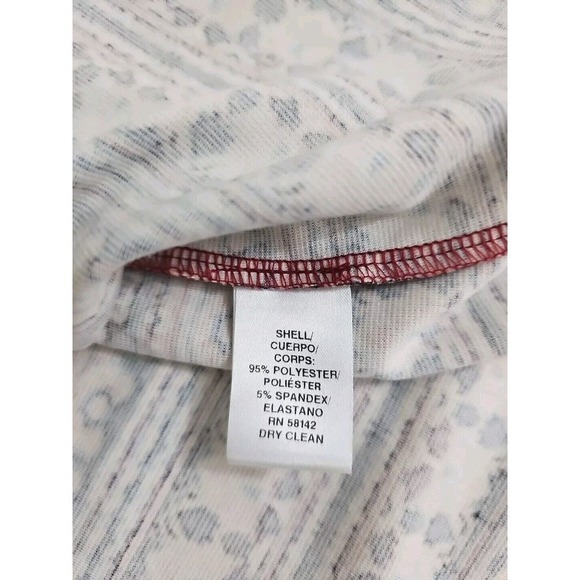 SHELL/
CUERPO/
CORPS:
95% POLYESTER/
POLIÉSTER
5% SPANDEX/
ELASTANO
RN 58142
DRY CLEAN